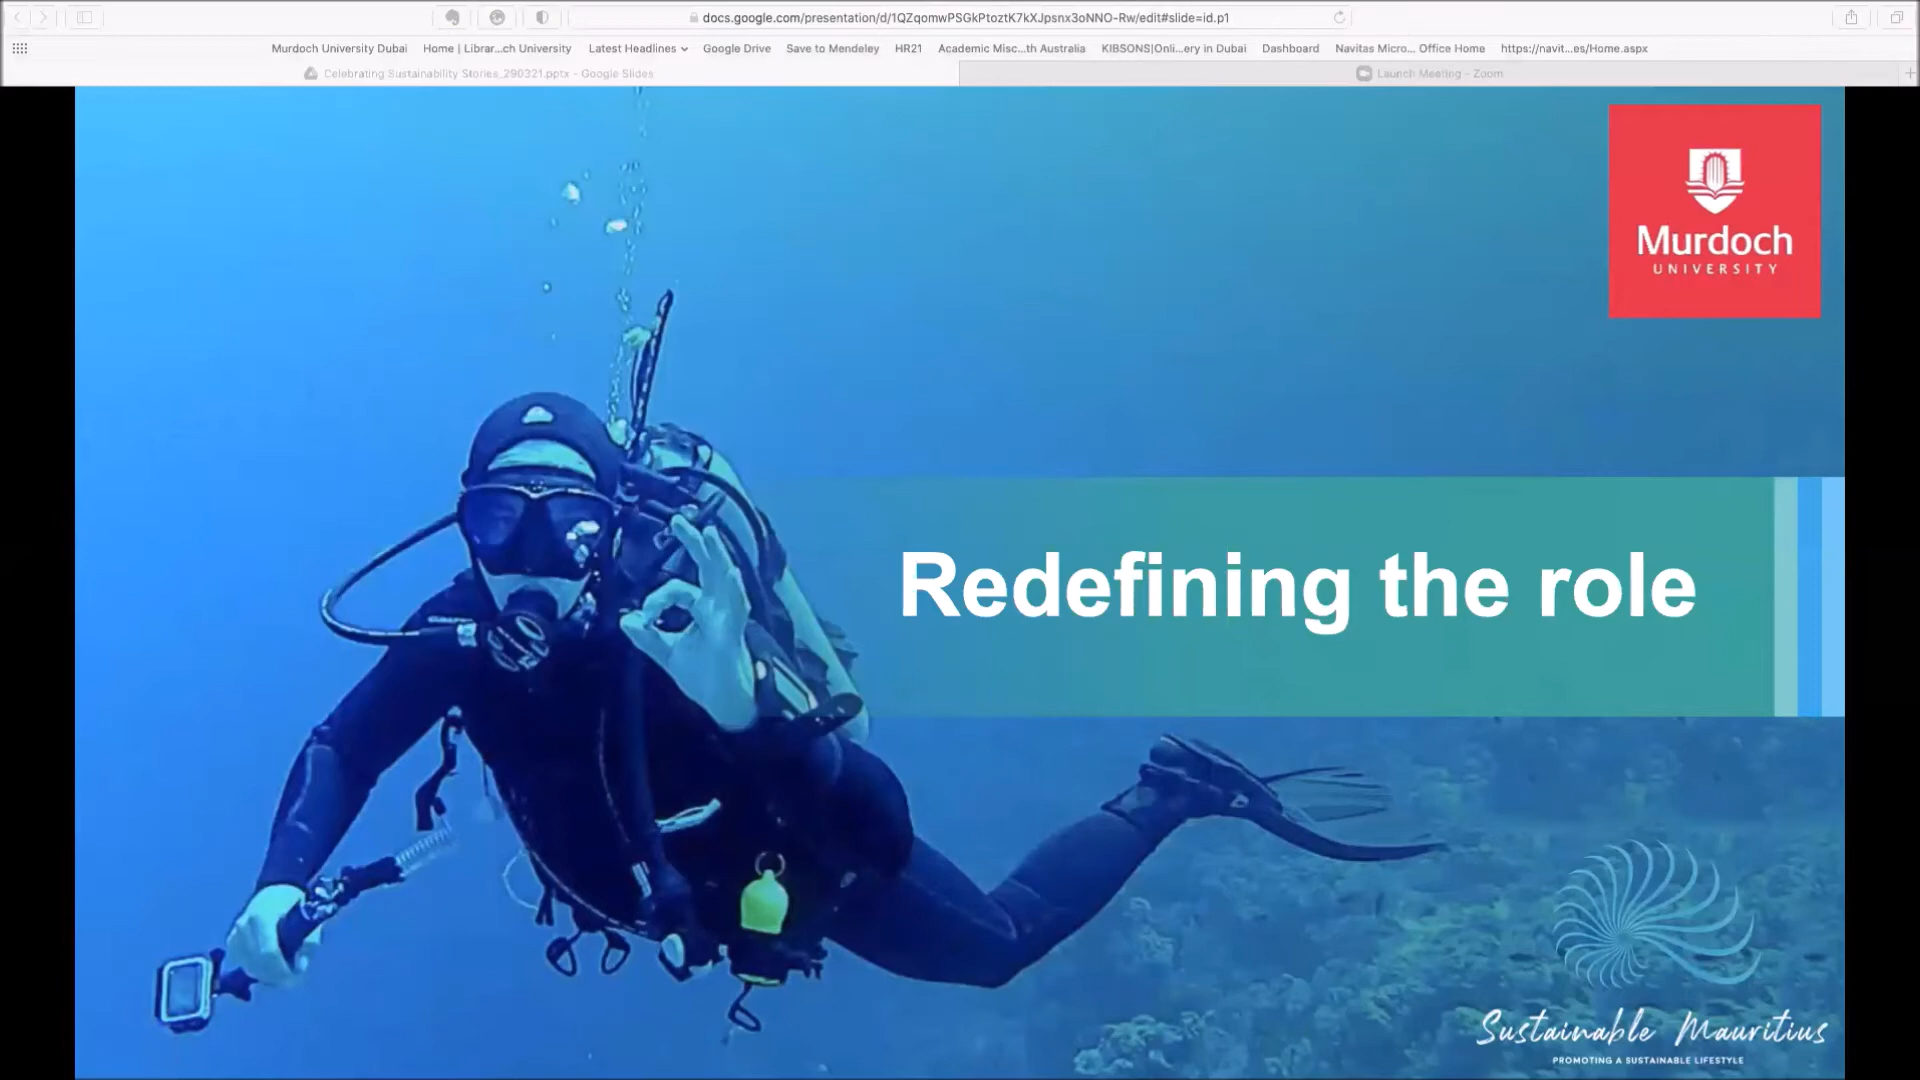 docs.google.com/presentation/d/1QZqomwPSGkPtoztK7kXJpsnx3oNNO-Rw/edit#slide=id.p1
Murdoch University Dubai Home | Librar...ch University Latest Headlines Google Drive Save to Mendeley HR21 Academic Misc...th Australia KIBSONS|Onli...ery in Dubai Dashboard Navitas Micro... Office Home https://navit...es/Home.aspx
Celebrating Sustainability Stories_290321.pptx - Google Slides Launch Meeting - Zoom
Murdoch
UNIVERSITY
Redefining the role
Sustainable Mauritius
PROMOTING A SUSTAINABLE LIFESTYLE